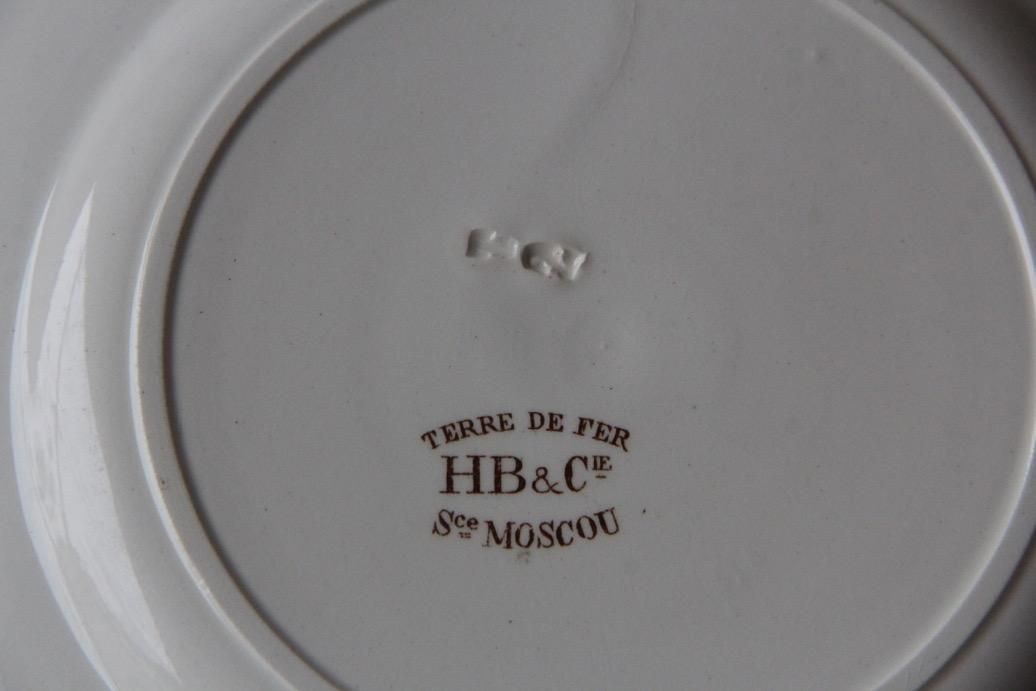 TERRE DE FER
HB & CIE
Sce MOSCOU